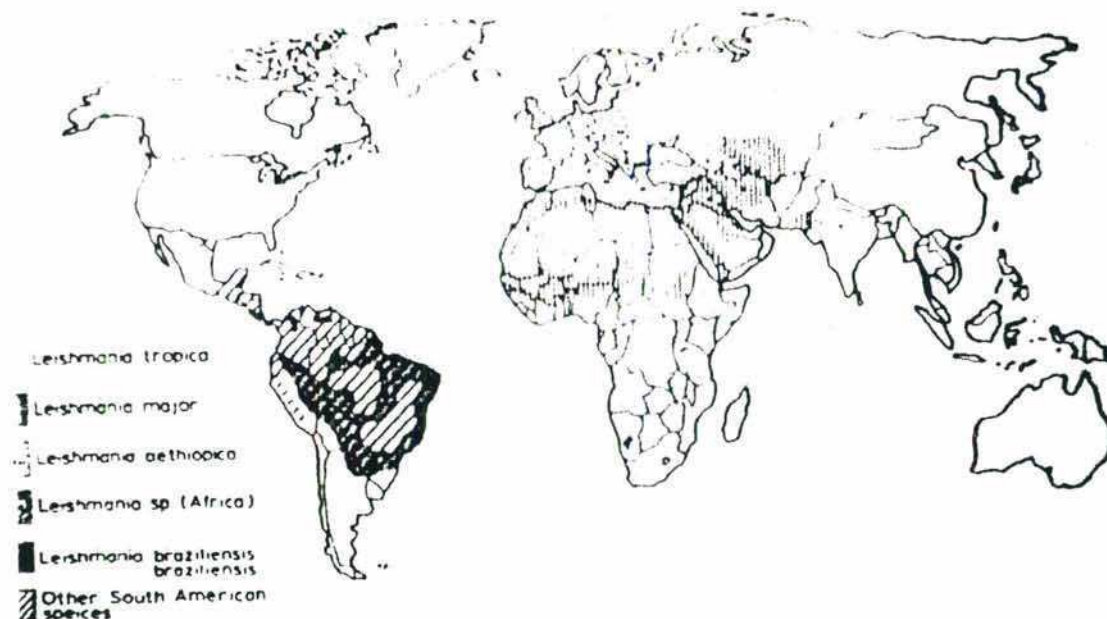 Leishmania tropica
Leishmania major
Leishmania aethiopica
Leishmania sp (Africa)
Leishmania braziliensis
braziliensis
Other South American
speices